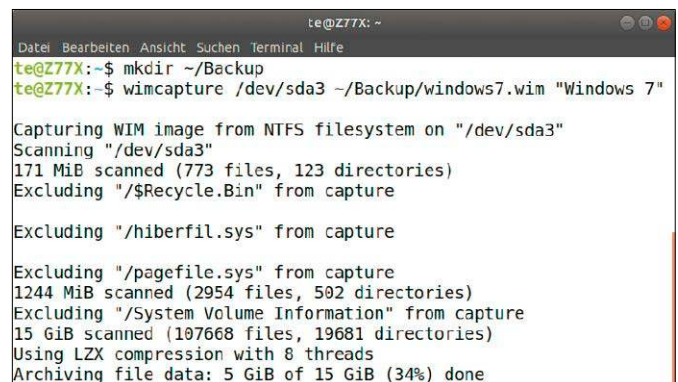 te@Z77X: ~
Datei Bearbeiten Ansicht Suchen Terminal Hilfe
te@Z77X:~$ mkdir ~/Backup
te@Z77X:~$ wimcapture /dev/sda3 ~/Backup/windows7.wim "Windows 7"
Capturing WIM image from NTFS filesystem on "/dev/sda3"
Scanning "/dev/sda3"
171 MiB scanned (773 files, 123 directories)
Excluding "/$Recycle.Bin" from capture
Excluding "/hiberfil.sys" from capture
Excluding "/pagefile.sys" from capture
1244 MiB scanned (2954 files, 502 directories)
Excluding "/System Volume Information" from capture
15 GiB scanned (107668 files, 19681 directories)
Using LZX compression with 8 threads
Archiving file data: 5 GiB of 15 GiB (34%) done